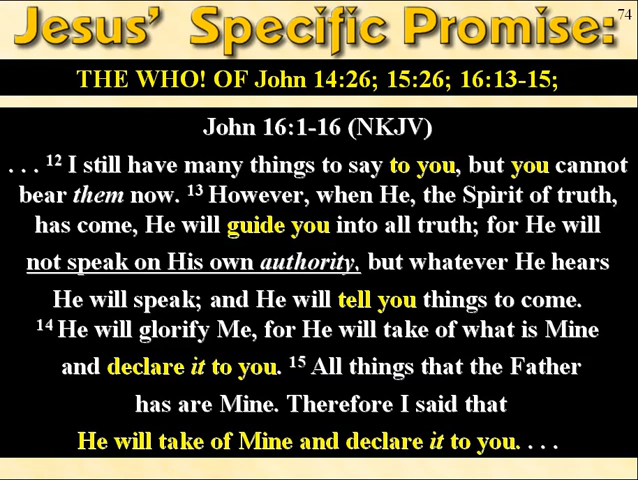 Jesus’ Specific Promise:
74
THE WHO! OF John 14:26; 15:26; 16:13-15;
John 16:1-16 (NKJV)
. . . 12 I still have many things to say to you, but you cannot
bear them now. 13 However, when He, the Spirit of truth,
has come, He will guide you into all truth; for He will
not speak on His own authority, but whatever He hears
He will speak; and He will tell you things to come.
14 He will glorify Me, for He will take of what is Mine
and declare it to you. 15 All things that the Father
has are Mine. Therefore I said that
He will take of Mine and declare it to you. . . .